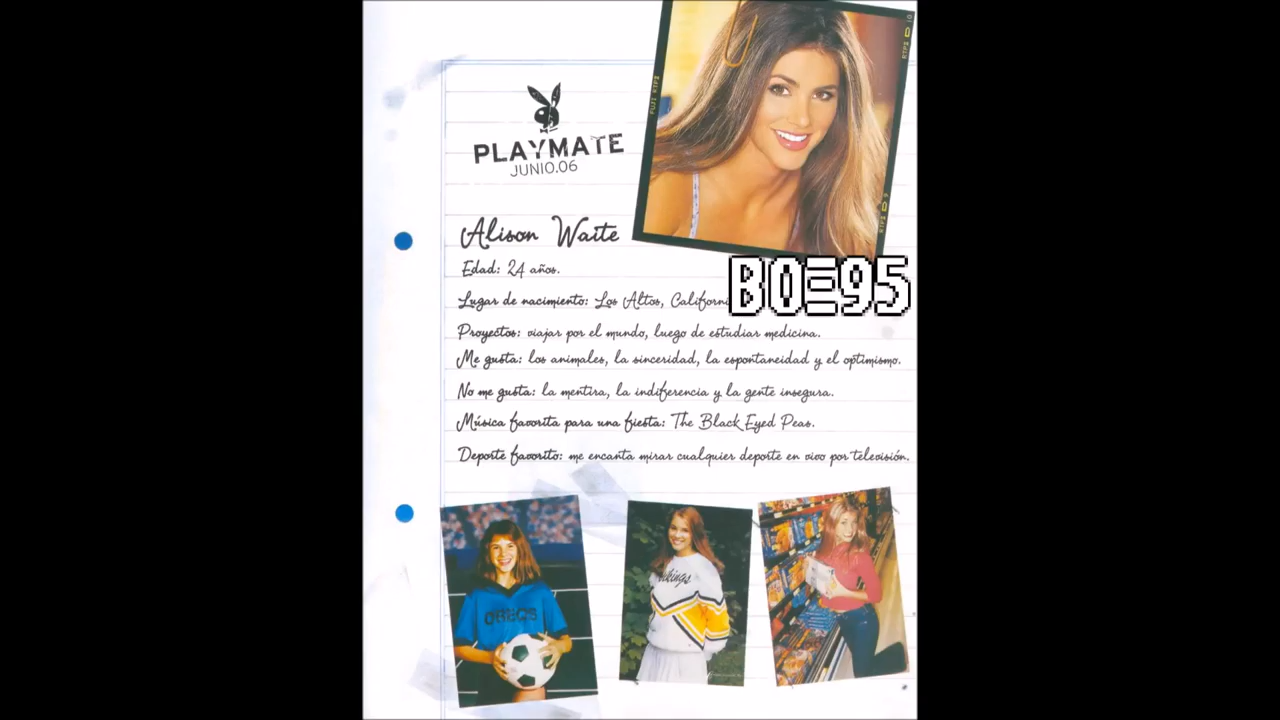 PLAYMATE
JUNIO.06
Alison Waite
Edad: 24 años.
BO=95
Lugar de nacimiento: Los Altos, Californi
Proyectos: viajar por el mundo, luego de estudiar medicina.
Me gusta: los animales, la sinceridad, la espontaneidad y el optimismo.
No me gusta: la mentira, la indiferencia y la gente insegura.
Música favorita para una fiesta: The Black Eyed Peas.
Deporte favorito: me encanta mirar cualquier deporte en vivo por televisión.
Vikings